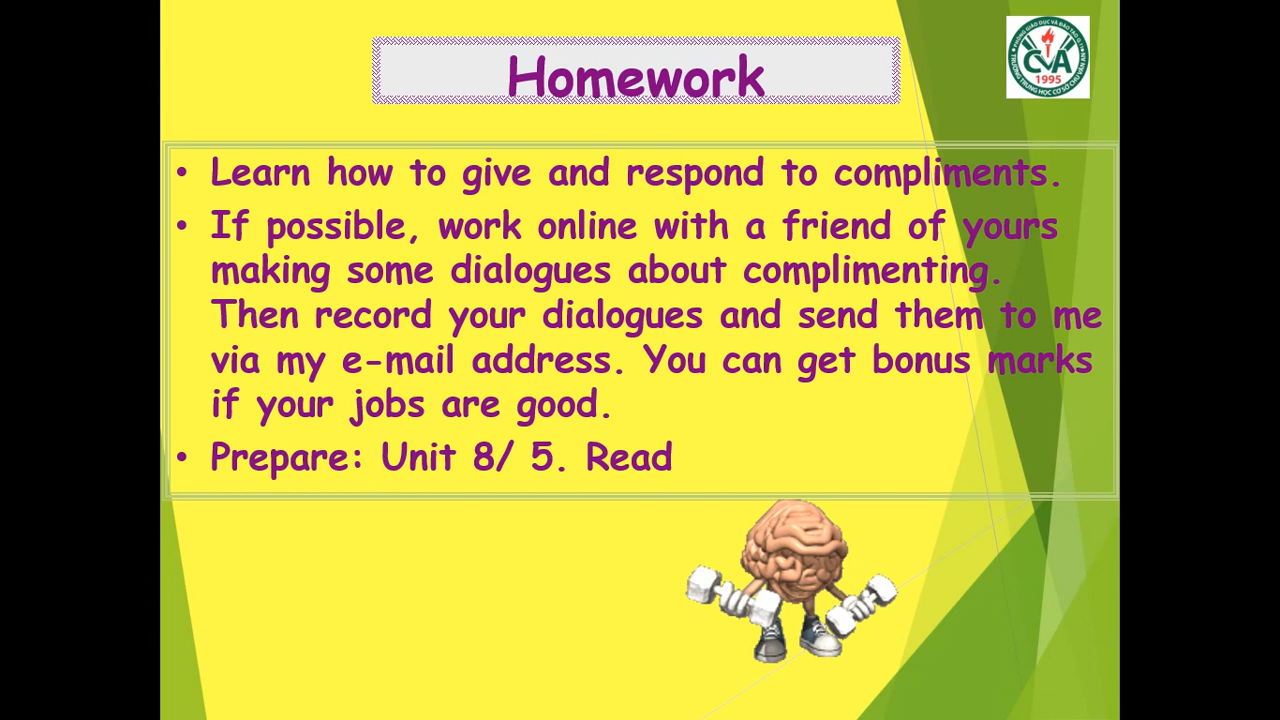 Homework
CVA
1995
• Learn how to give and respond to compliments.
• If possible, work online with a friend of yours
making some dialogues about complimenting.
Then record your dialogues and send them to me
via my e-mail address. You can get bonus marks
if your jobs are good.
• Prepare: Unit 8/ 5. Read